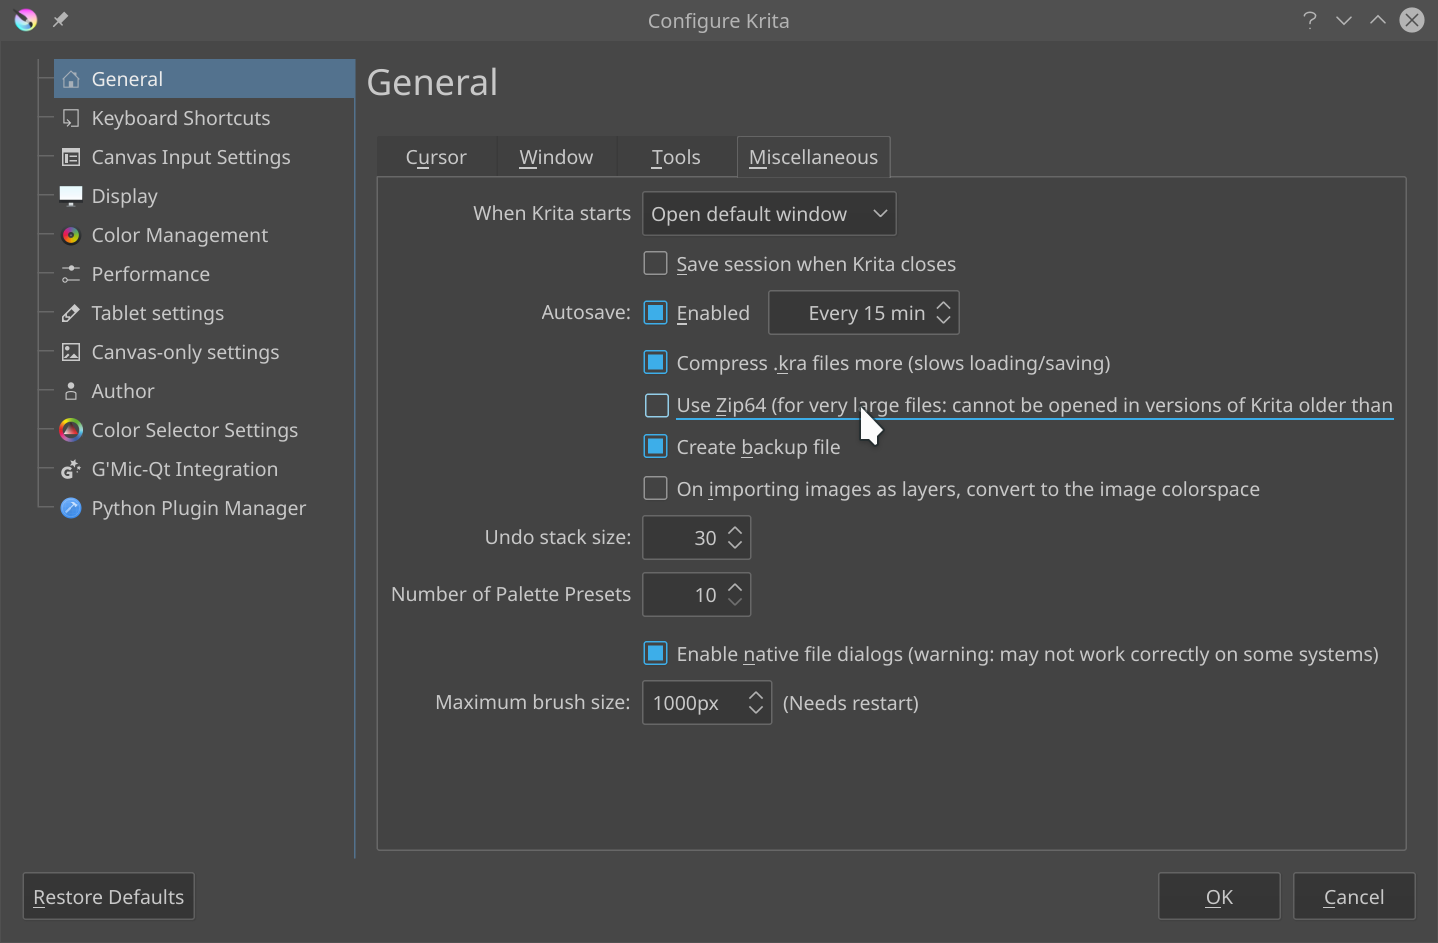 Configure Krita
General
Keyboard Shortcuts
Canvas Input Settings
Display
Color Management
Performance
Tablet settings
Canvas-only settings
Author
Color Selector Settings
G'Mic-Qt Integration
Python Plugin Manager
General
Cursor Window Tools Miscellaneous
When Krita starts Open default window
Save session when Krita closes
Autosave: Enabled Every 15 min
Compress .kra files more (slows loading/saving)
Use Zip64 (for very large files: cannot be opened in versions of Krita older than
Create backup file
On importing images as layers, convert to the image colorspace
Undo stack size: 30
Number of Palette Presets 10
Enable native file dialogs (warning: may not work correctly on some systems)
Maximum brush size: 1000px (Needs restart)
Restore Defaults OK Cancel